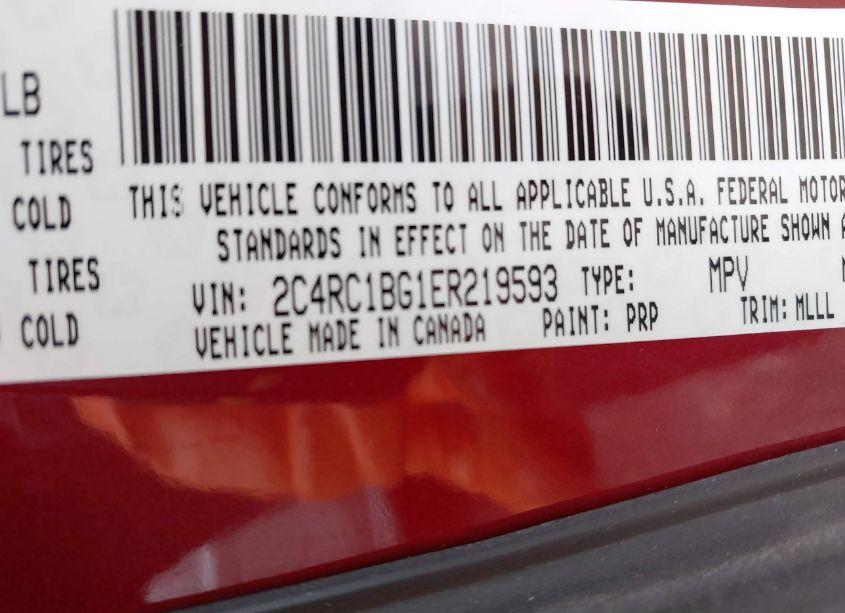 LB
TIRES
COLD
TIRES
COLD
THIS VEHICLE CONFORMS TO ALL APPLICABLE U.S.A. FEDERAL MOTOR
STANDARDS IN EFFECT ON THE DATE OF MANUFACTURE SHOWN A
VIN: 2C4RC1BG1ER219593 TYPE: MPV
VEHICLE MADE IN CANADA PAINT: PRP TRIM: MLLL